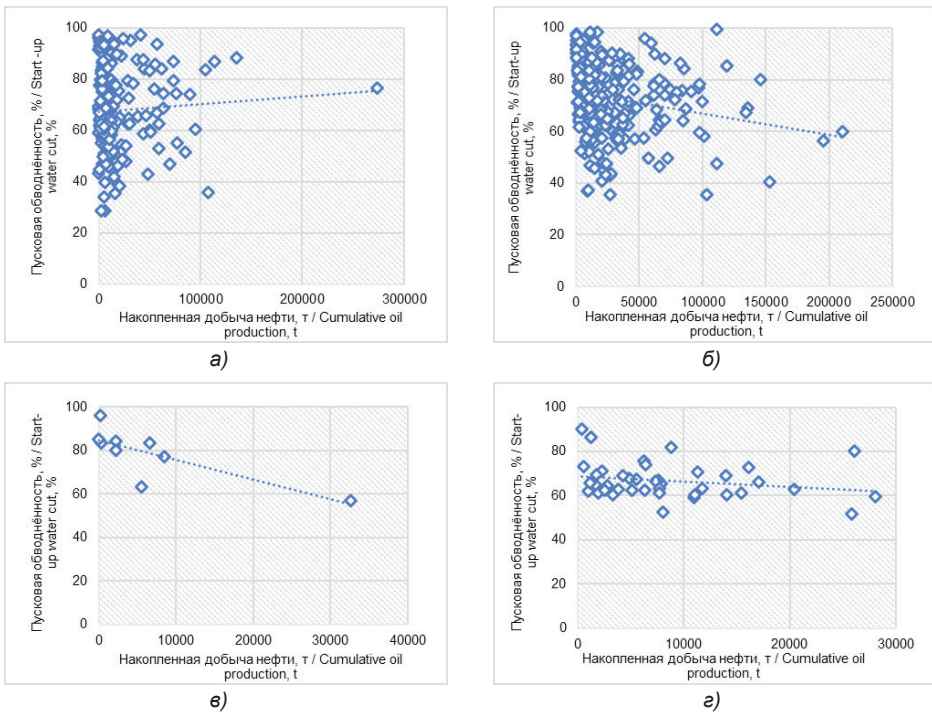 Пусковая обводнённость, % / Start -up
water cut, %
100
80
60
40
20
0
0 100000 200000 300000
Накопленная добыча нефти, т / Cumulative oil
production, t
а)
Пусковая обводнённость, % / Start-up
water cut, %
100
80
60
40
20
0
0 50000 100000 150000 200000 250000
Накопленная добыча нефти, т / Cumulative oil
production, t
б)
Пусковая обводнённость, % / Start-
up water cut, %
100
80
60
40
20
0
0 10000 20000 30000 40000
Накопленная добыча нефти, т / Cumulative oil
production, t
в)
Пусковая обводнённость, % / Start-
up water cut, %
100
80
60
40
20
0
0 10000 20000 30000
Накопленная добыча нефти, т / Cumulative oil
production, t
г)